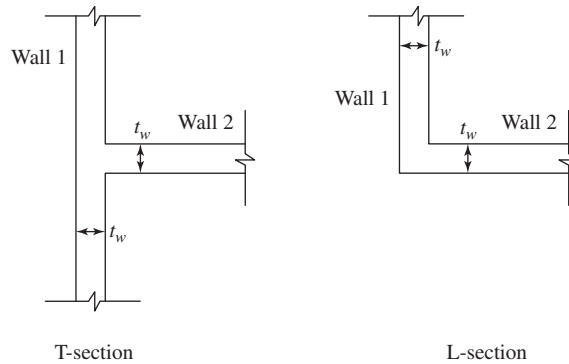 Wall 1
Wall 2
t_w
t_w
T-section
t_w
Wall 1
Wall 2
t_w
L-section